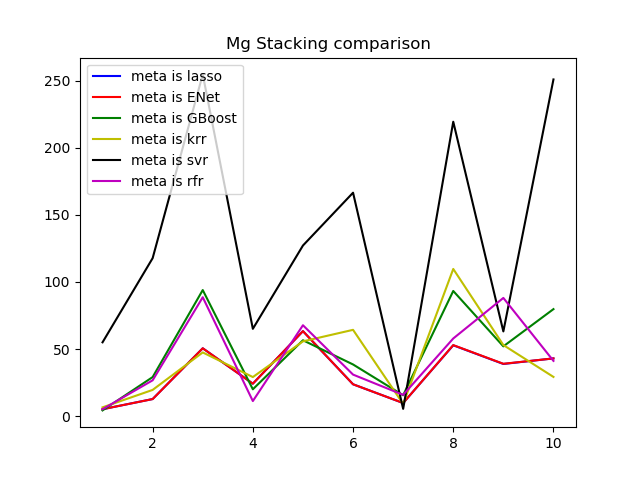 Mg Stacking comparison
meta is lasso
meta is ENet
meta is GBoost
meta is krr
meta is svr
meta is rfr
250
200
150
100
50
0
2 4 6 8 10